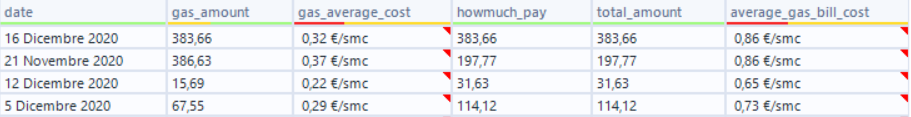 date gas_amount gas_average_cost howmuch_pay total_amount average_gas_bill_cost
16 Dicembre 2020 383,66 0,32 €/smc 383,66 383,66 0,86 €/smc
21 Novembre 2020 386,63 0,37 €/smc 197,77 197,77 0,86 €/smc
12 Dicembre 2020 15,69 0,22 €/smc 31,63 31,63 0,65 €/smc
5 Dicembre 2020 67,55 0,29 €/smc 114,12 114,12 0,73 €/smc